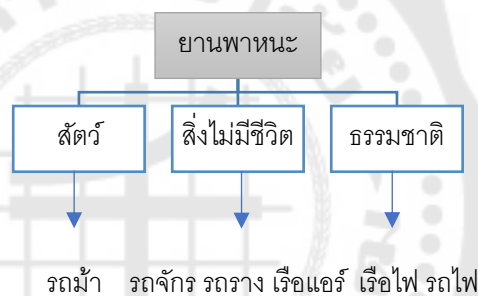 ยานพาหนะ
สัตว์ สิ่งไม่มีชีวิต ธรรมชาติ
รถม้า รถจักร รถราง เรือแอร์ เรือไฟ รถไฟ